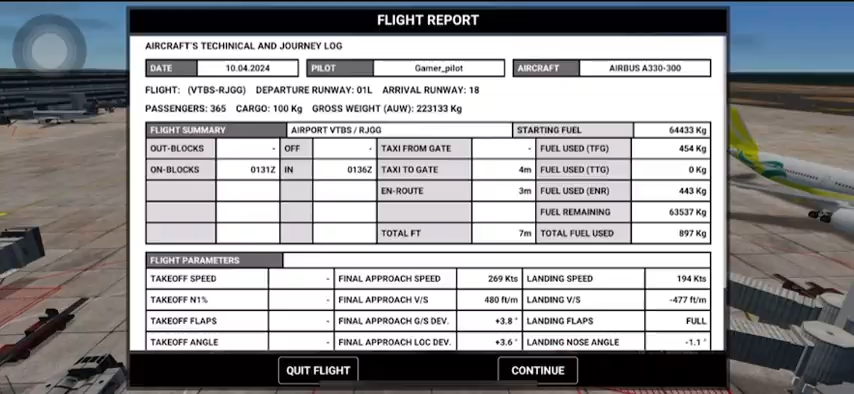 FLIGHT REPORT
AIRCRAFT'S TECHINICAL AND JOURNEY LOG
DATE 10.04.2024 PILOT Gamer_pilot AIRCRAFT AIRBUS A330-300
FLIGHT: (VTBS-RJGG) DEPARTURE RUNWAY: 01L ARRIVAL RUNWAY: 18
PASSENGERS: 365 CARGO: 100 Kg GROSS WEIGHT (AUW): 223133 Kg
FLIGHT SUMMARY AIRPORT VTBS / RJGG STARTING FUEL 64433 Kg
OUT-BLOCKS - OFF - TAXI FROM GATE - FUEL USED (TFG) 454 Kg
ON-BLOCKS 0131Z IN 0136Z TAXI TO GATE 4m FUEL USED (TTG) 0 Kg
EN-ROUTE 3m FUEL USED (ENR) 443 Kg
FUEL REMAINING 63537 Kg
TOTAL FT 7m TOTAL FUEL USED 897 Kg
FLIGHT PARAMETERS
TAKEOFF SPEED - FINAL APPROACH SPEED 269 Kts LANDING SPEED 194 Kts
TAKEOFF N1% - FINAL APPROACH V/S 480 ft/m LANDING V/S -477 ft/m
TAKEOFF FLAPS - FINAL APPROACH G/S DEV. +3.8 ° LANDING FLAPS FULL
TAKEOFF ANGLE - FINAL APPROACH LOC DEV. +3.6 ° LANDING NOSE ANGLE -1.1 °
QUIT FLIGHT CONTINUE